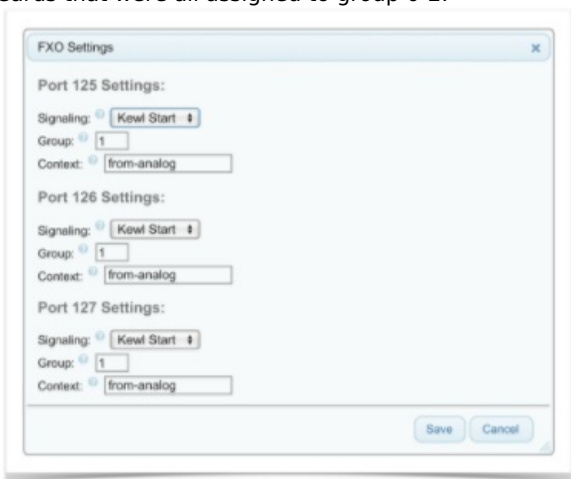 cards that were all assigned to group 0-2.
FXO Settings ×
Port 125 Settings:
Signaling: Kewl Start
Group: 1
Context: from-analog
Port 126 Settings:
Signaling: Kewl Start
Group: 1
Context: from-analog
Port 127 Settings:
Signaling: Kewl Start
Group: 1
Context: from-analog
Save Cancel